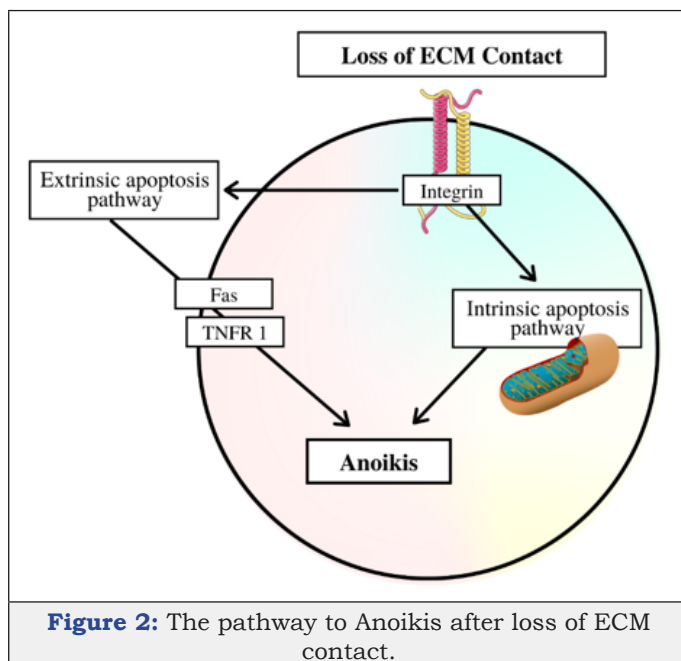 Loss of ECM Contact
Extrinsic apoptosis
pathway
Integrin
Fas
TNFR 1
Intrinsic apoptosis
pathway
Anoikis
Figure 2: The pathway to Anoikis after loss of ECM
contact.